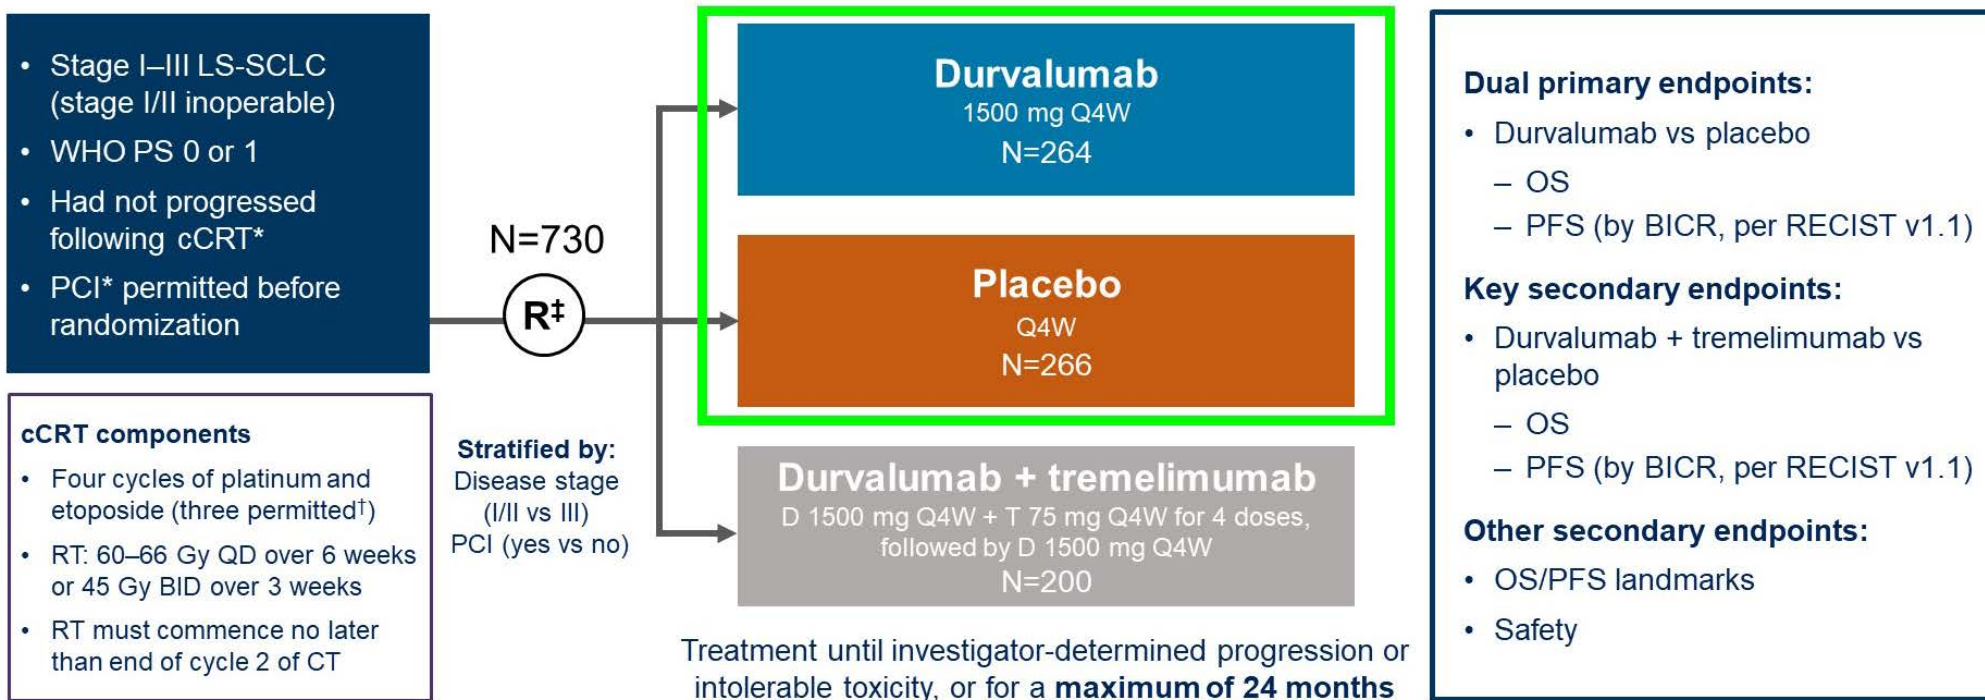 • Stage I–III LS-SCLC
(stage I/II inoperable)
• WHO PS 0 or 1
• Had not progressed
following cCRT*
• PCI* permitted before
randomization
cCRT components
• Four cycles of platinum and
etoposide (three permitted†)
• RT: 60–66 Gy QD over 6 weeks
or 45 Gy BID over 3 weeks
• RT must commence no later
than end of cycle 2 of CT
N=730
R‡
Stratified by:
Disease stage
(I/II vs III)
PCI (yes vs no)
Durvalumab
1500 mg Q4W
N=264
Placebo
Q4W
N=266
Durvalumab + tremelimumab
D 1500 mg Q4W + T 75 mg Q4W for 4 doses,
followed by D 1500 mg Q4W
N=200
Treatment until investigator-determined progression or
intolerable toxicity, or for a maximum of 24 months
Dual primary endpoints:
• Durvalumab vs placebo
– OS
– PFS (by BICR, per RECIST v1.1)
Key secondary endpoints:
• Durvalumab + tremelimumab vs
placebo
– OS
– PFS (by BICR, per RECIST v1.1)
Other secondary endpoints:
• OS/PFS landmarks
• Safety